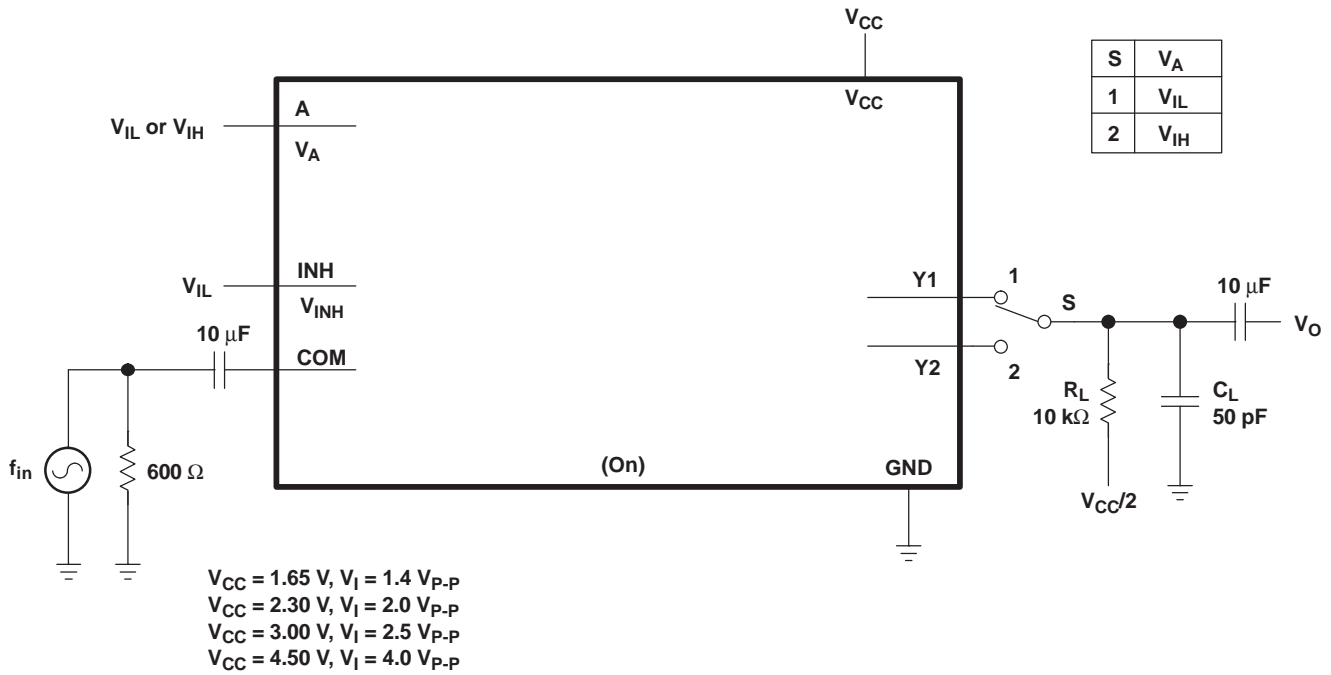 VCC
S VA
1 VIL
2 VIH
VCC
A
VIL or VIH
VA
INH
VIL
VINH
10 μF
COM
Y1
1
S
10 μF
VO
Y2
2
RL
10 kΩ
CL
50 pF
fin
600 Ω
(On)
GND
VCC/2
VCC = 1.65 V, VI = 1.4 VP-P
VCC = 2.30 V, VI = 2.0 VP-P
VCC = 3.00 V, VI = 2.5 VP-P
VCC = 4.50 V, VI = 4.0 VP-P